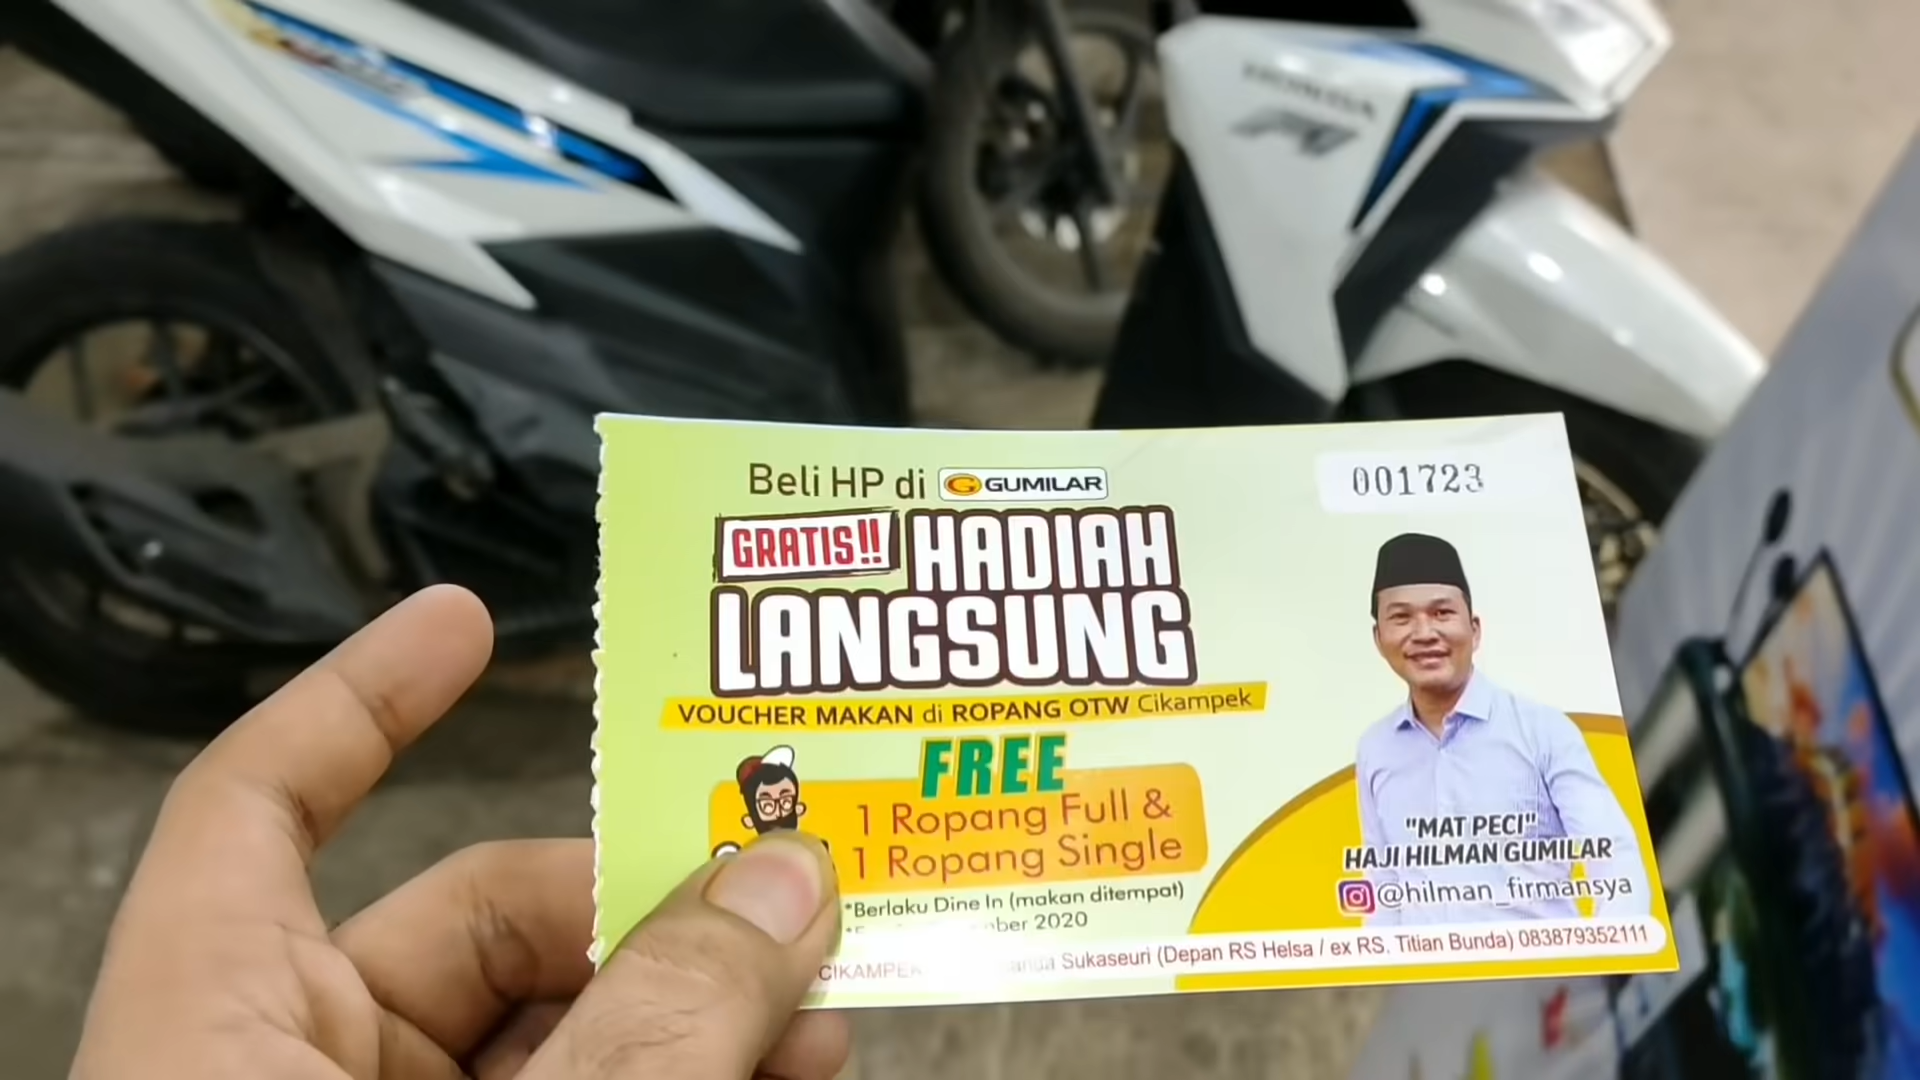 Beli HP di GUMILAR
001723
GRATIS!! HADIAH
LANGSUNG
VOUCHER MAKAN di ROPANG OTW Cikampek
FREE
1 Ropang Full &
1 Ropang Single
*Berlaku Dine In (makan ditempat)
2020
"MAT PECI"
HAJI HILMAN GUMILAR
@hilman_firmansya
CIKAMPEK Sukaseuri (Depan RS Helsa / ex RS. Titian Bunda) 083879352111
HONDA